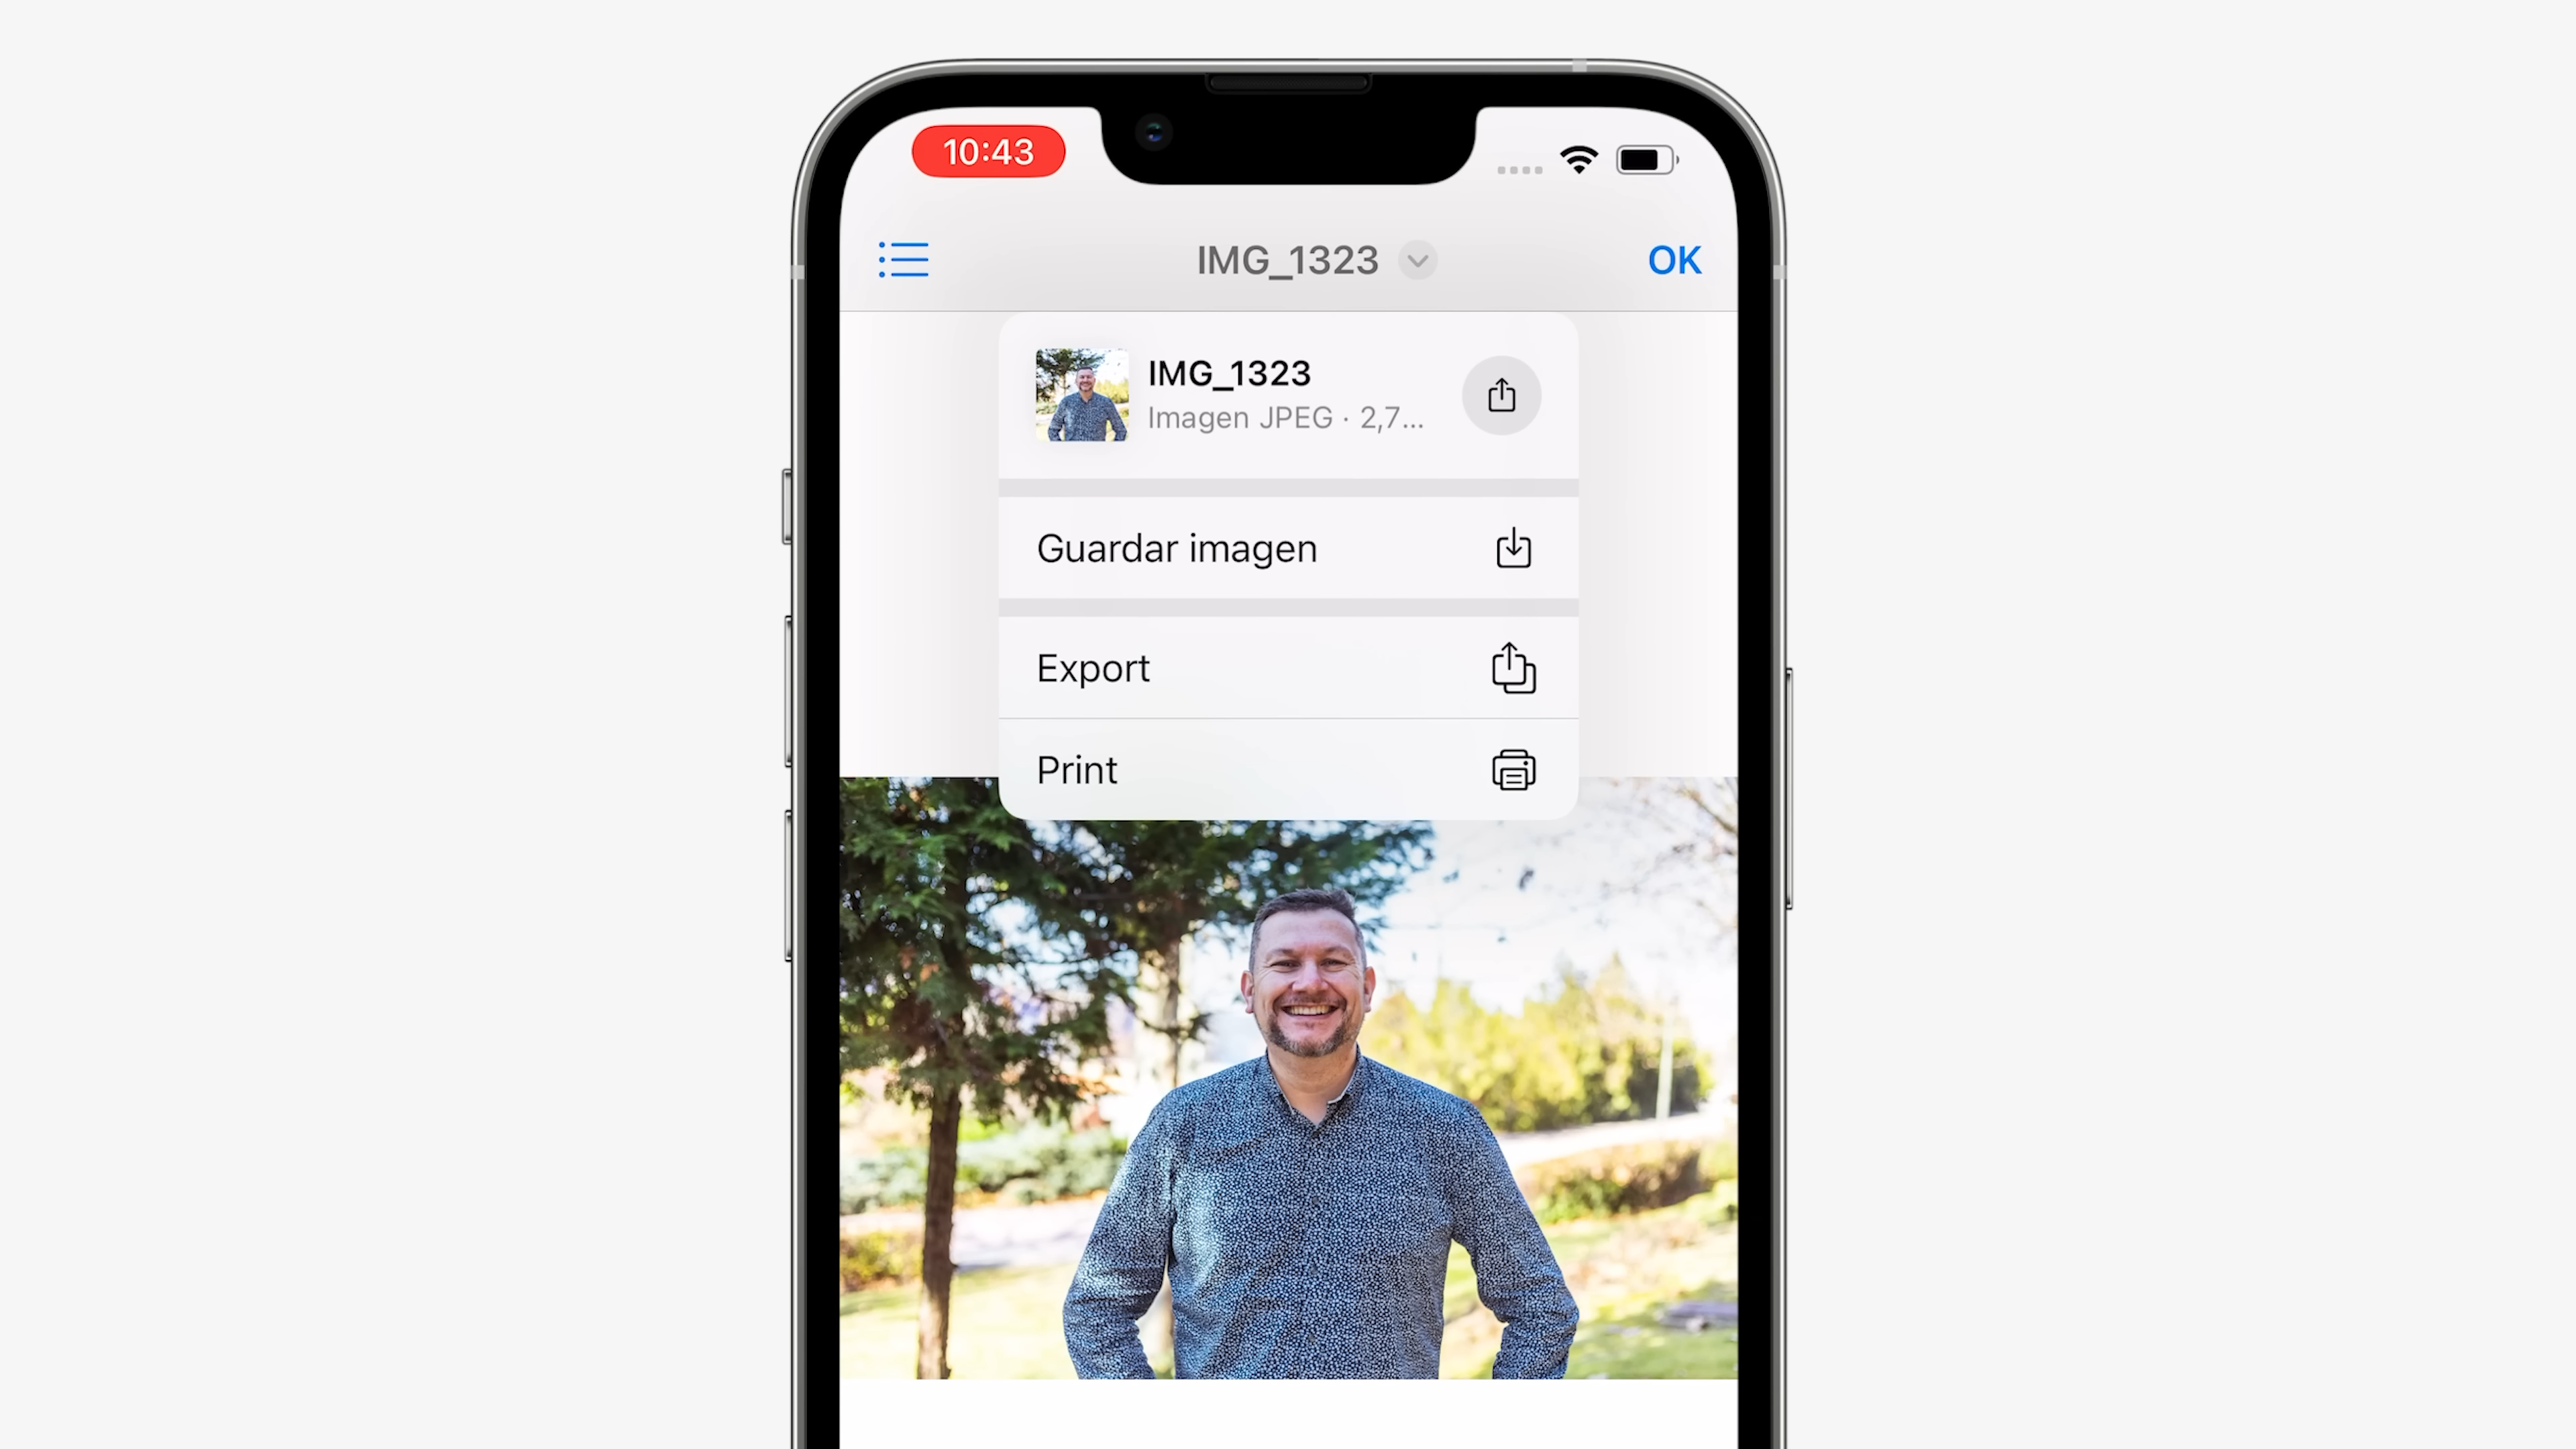 10:43
IMG_1323
OK
IMG_1323
Imagen JPEG · 2,7...
Guardar imagen
Export
Print